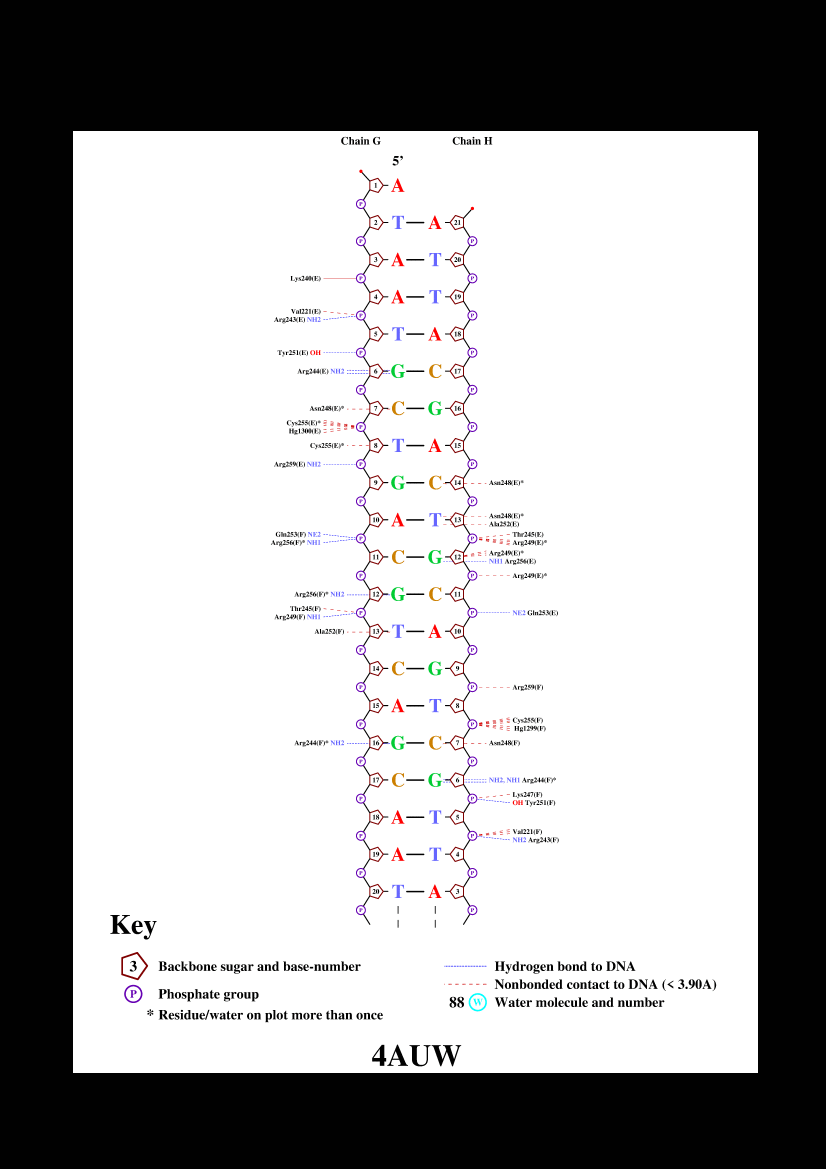 Chain G Chain H
5’
1 A
P
2 T A 21
P P
3 A T 20
Lys240(E) P P
4 A T 19
Val221(E)
Arg243(E) NH2 P P
5 T A 18
Tyr251(E) OH P P
Arg244(E) NH2 6 G C 17
P P
Asn248(E)* 7 C G 16
Cys255(E)*
Hg1300(E) P P
Cys255(E)* 8 T A 15
Arg259(E) NH2 P P
9 G C 14 Asn248(E)*
P P
10 A T 13 Asn248(E)*
Ala252(E)
Gln253(F) NE2 P P Thr245(E)
Arg256(F)* NH1 Arg249(E)*
11 C G 12 Arg249(E)*
NH1 Arg256(E)
P P Arg249(E)*
Arg256(F)* NH2 12 G C 11
Thr245(F)
Arg249(F) NH1 P P NE2 Gln253(E)
Ala252(F) 13 T A 10
P P
14 C G 9
P P Arg259(F)
15 A T 8
P P Cys255(F)
Hg1299(F)
Arg244(F)* NH2 16 G C 7 Asn248(F)
P P
17 C G 6 NH2, NH1 Arg244(F)*
P P Lys247(F)
OH Tyr251(F)
18 A T 5
P P Val221(F)
NH2 Arg243(F)
19 A T 4
P P
20 T A 3
P P
Key
3 Backbone sugar and base-number
P Phosphate group
* Residue/water on plot more than once
Hydrogen bond to DNA
Nonbonded contact to DNA (< 3.90A)
88 W Water molecule and number
4AUW